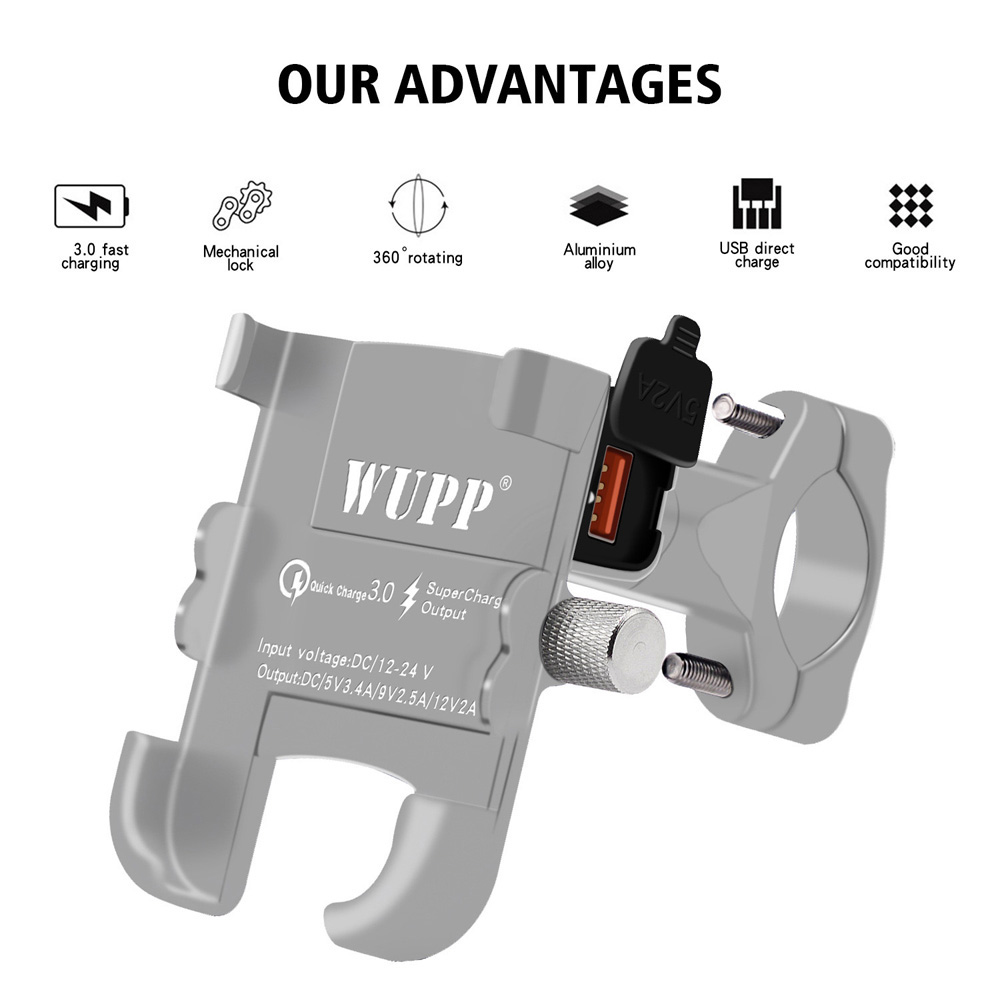 OUR ADVANTAGES
3.0 fast
charging
Mechanical
lock
360°rotating
Aluminium
alloy
USB direct
charge
Good
compatibility
5V2A
WUPP®
Quick Charge 3.0
SuperCharg
Output
Input voltage:DC/12-24 V
Output:DC/5V3.4A/9V2.5A/12V2A